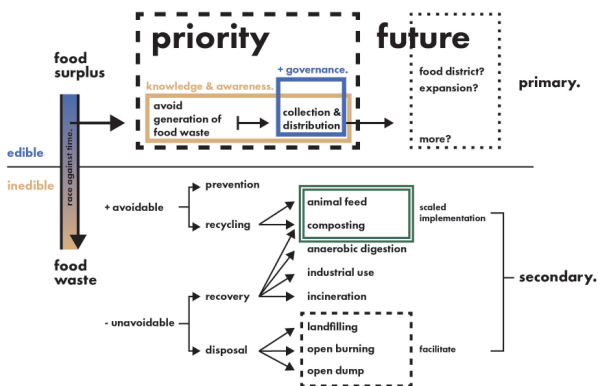 priority future
food
surplus
+ governance.
knowledge & awareness.
avoid
generation of
food waste
collection &
distribution
food district?
expansion?
more?
primary.
race against time.
edible
inedible
food
waste
+ avoidable
prevention
recycling
animal feed
composting
scaled
implementation
anaerobic digestion
industrial use
incineration
recovery
secondary.
- unavoidable
disposal
landfilling
open burning
open dump
facilitate